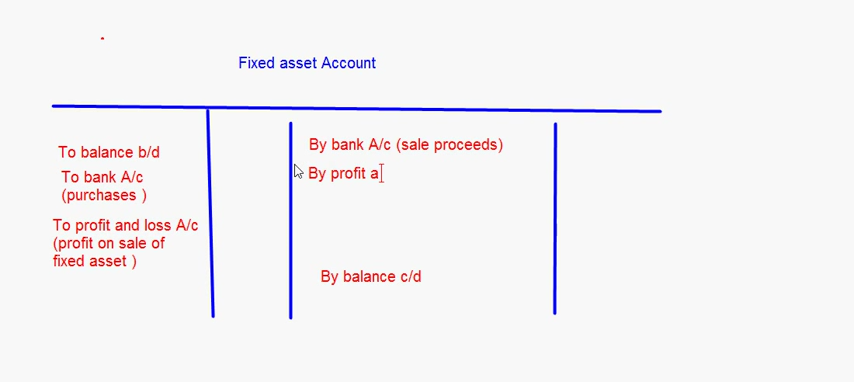 Fixed asset Account
To balance b/d
To bank A/c
(purchases )
To profit and loss A/c
(profit on sale of
fixed asset )
By bank A/c (sale proceeds)
By profit a
By balance c/d